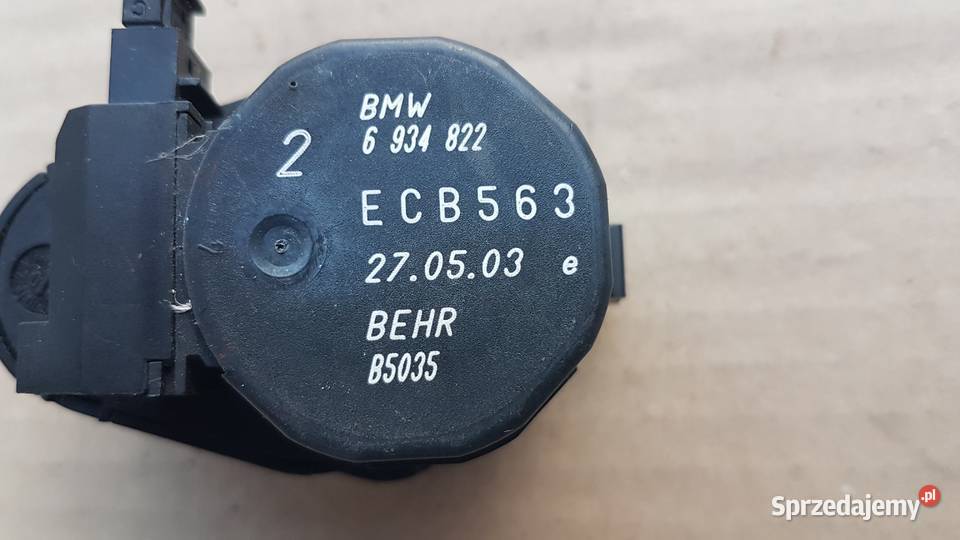 BMW
6 934 822
2
ECB563
27.05.03 e
BEHR
B5035
Sprzedajemy.pl